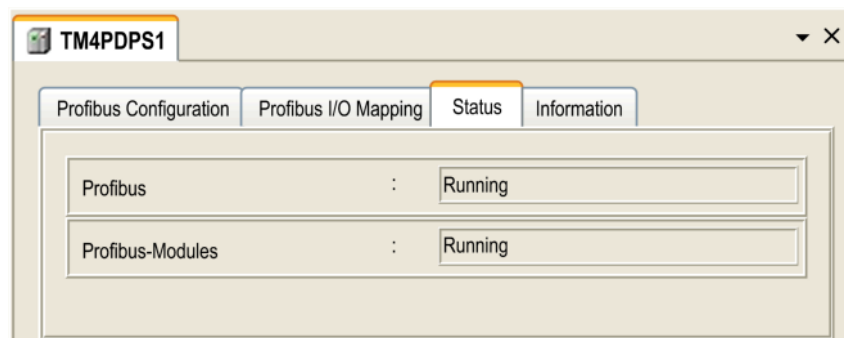 TM4PDPS1
Profibus Configuration Profibus I/O Mapping Status Information
Profibus : Running
Profibus-Modules : Running